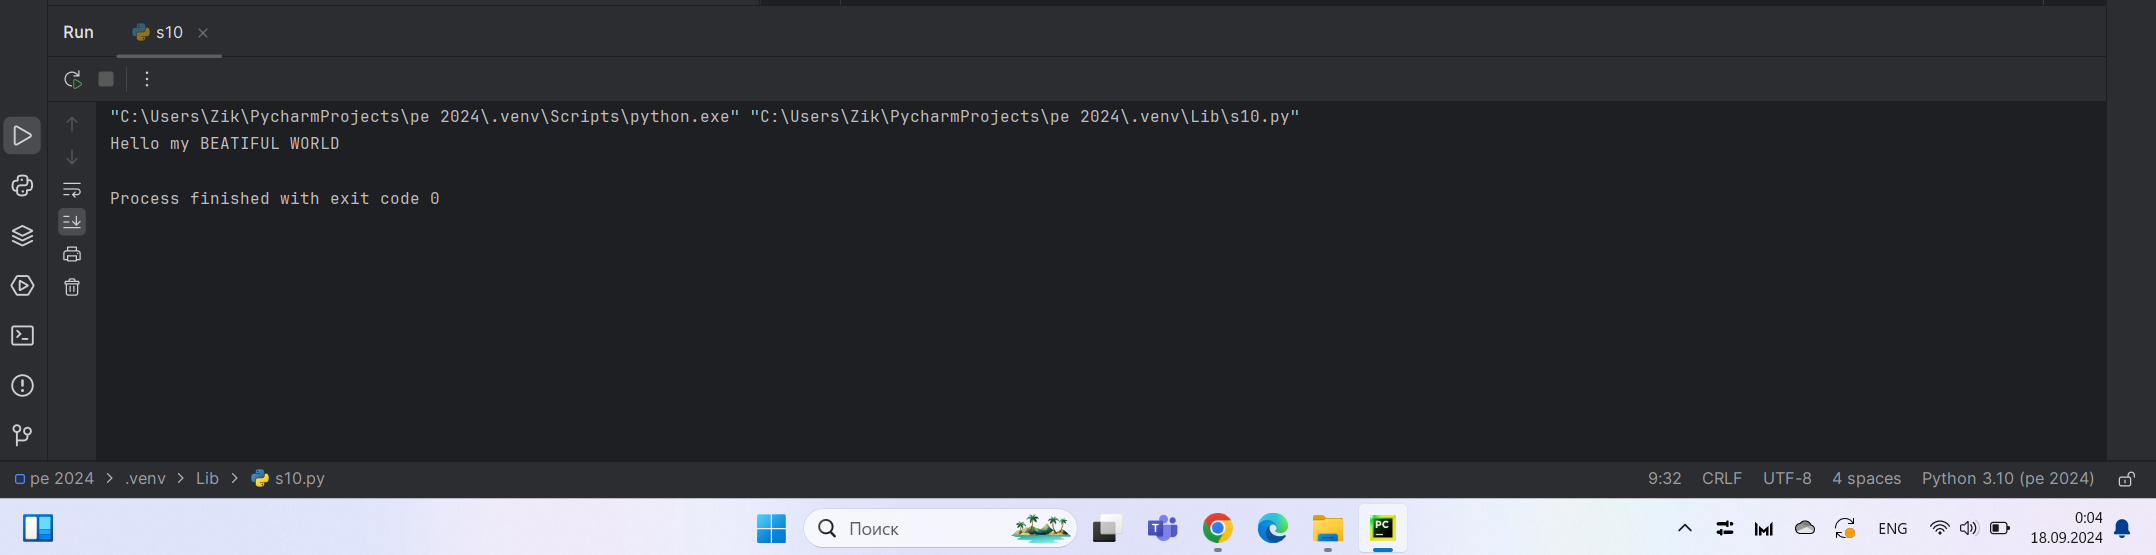 Run s10
"C:\Users\Zik\PycharmProjects\pe 2024\.venv\Scripts\python.exe" "C:\Users\Zik\PycharmProjects\pe 2024\.venv\Lib\s10.py"
Hello my BEATIFUL WORLD
Process finished with exit code 0
pe 2024 > .venv > Lib > s10.py 9:32 CRLF UTF-8 4 spaces Python 3.10 (pe 2024)
Поиск T PC ENG 0:04
18.09.2024